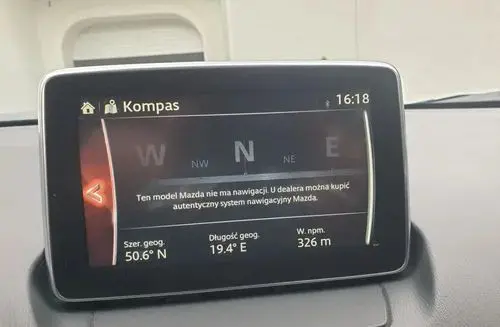 Kompas
16:18
W NW N NE E
Ten model Mazda nie ma nawigacji. U dealera można kupić
autentyczny system nawigacyjny Mazda.
Szer. geog. Długość geog. W. npm.
50.6° N 19.4° E 326 m